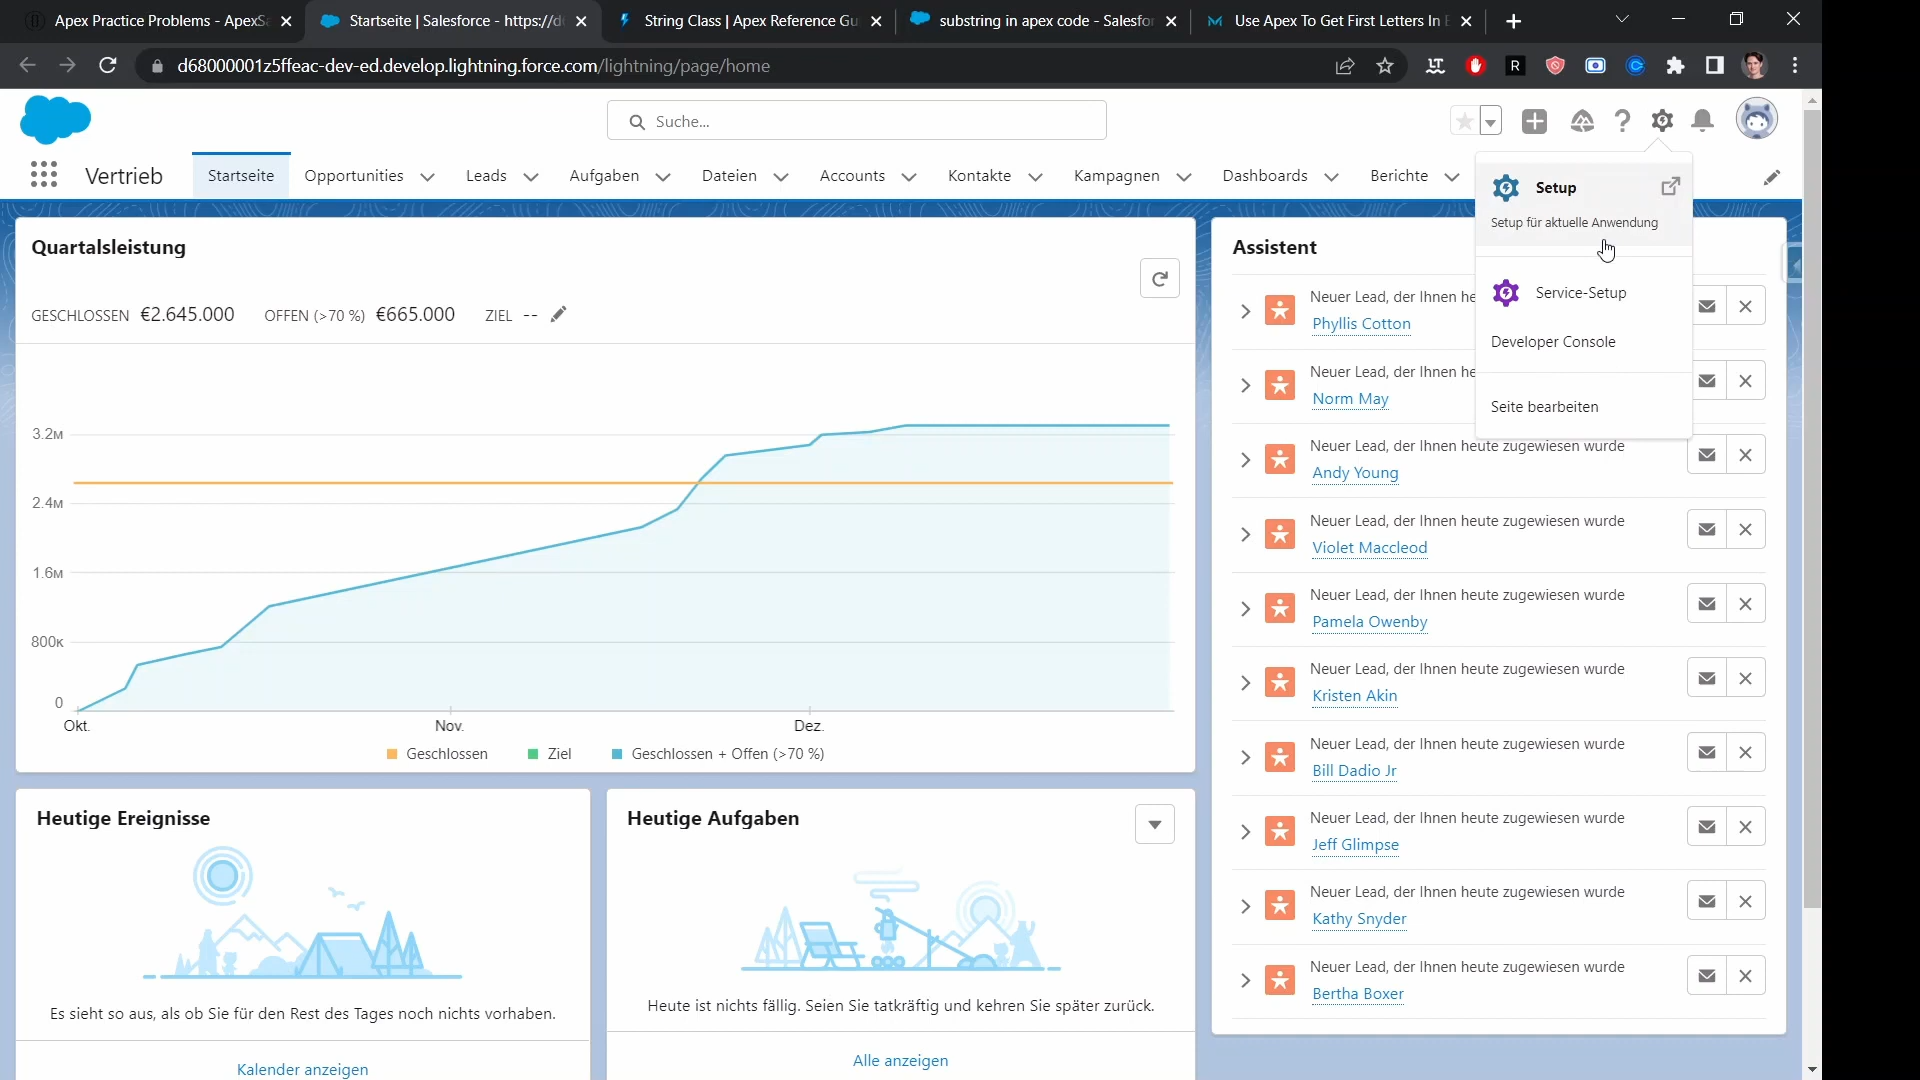 Apex Practice Problems - ApexSa
Startseite | Salesforce - https://d
String Class | Apex Reference Gu
substring in apex code - Salesfor
Use Apex To Get First Letters In E
d68000001z5ffeac-dev-ed.develop.lightning.force.com/lightning/page/home
Suche...
Vertrieb
Startseite
Opportunities
Leads
Aufgaben
Dateien
Accounts
Kontakte
Kampagnen
Dashboards
Berichte
Setup
Setup für aktuelle Anwendung
Service-Setup
Developer Console
Seite bearbeiten
Quartalsleistung
GESCHLOSSEN €2.645.000 OFFEN (>70 %) €665.000 ZIEL --
3.2M
2.4M
1.6M
800K
0
Okt.
Nov.
Dez.
Geschlossen
Ziel
Geschlossen + Offen (>70 %)
Assistent
Neuer Lead, der Ihnen he
Phyllis Cotton
Neuer Lead, der Ihnen he
Norm May
Neuer Lead, der Ihnen heute zugewiesen wurde
Andy Young
Neuer Lead, der Ihnen heute zugewiesen wurde
Violet Maccleod
Neuer Lead, der Ihnen heute zugewiesen wurde
Pamela Owenby
Neuer Lead, der Ihnen heute zugewiesen wurde
Kristen Akin
Neuer Lead, der Ihnen heute zugewiesen wurde
Bill Dadio Jr
Neuer Lead, der Ihnen heute zugewiesen wurde
Jeff Glimpse
Neuer Lead, der Ihnen heute zugewiesen wurde
Kathy Snyder
Neuer Lead, der Ihnen heute zugewiesen wurde
Bertha Boxer
Heutige Ereignisse
Es sieht so aus, als ob Sie für den Rest des Tages noch nichts vorhaben.
Kalender anzeigen
Heutige Aufgaben
Heute ist nichts fällig. Seien Sie tatkräftig und kehren Sie später zurück.
Alle anzeigen